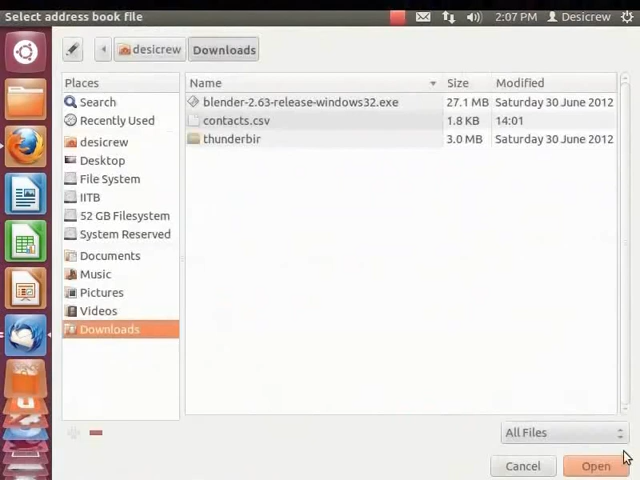 Select address book file
2:07 PM
Desicrew
desicrew
Downloads
Places
Search
Recently Used
desicrew
Desktop
File System
IITB
52 GB Filesystem
System Reserved
Documents
Music
Pictures
Videos
Downloads
Name Size Modified
blender-2.63-release-windows32.exe 27.1 MB Saturday 30 June 2012
contacts.csv 1.8 KB 14:01
thunderbir 3.0 MB Saturday 30 June 2012
All Files
Cancel
Open